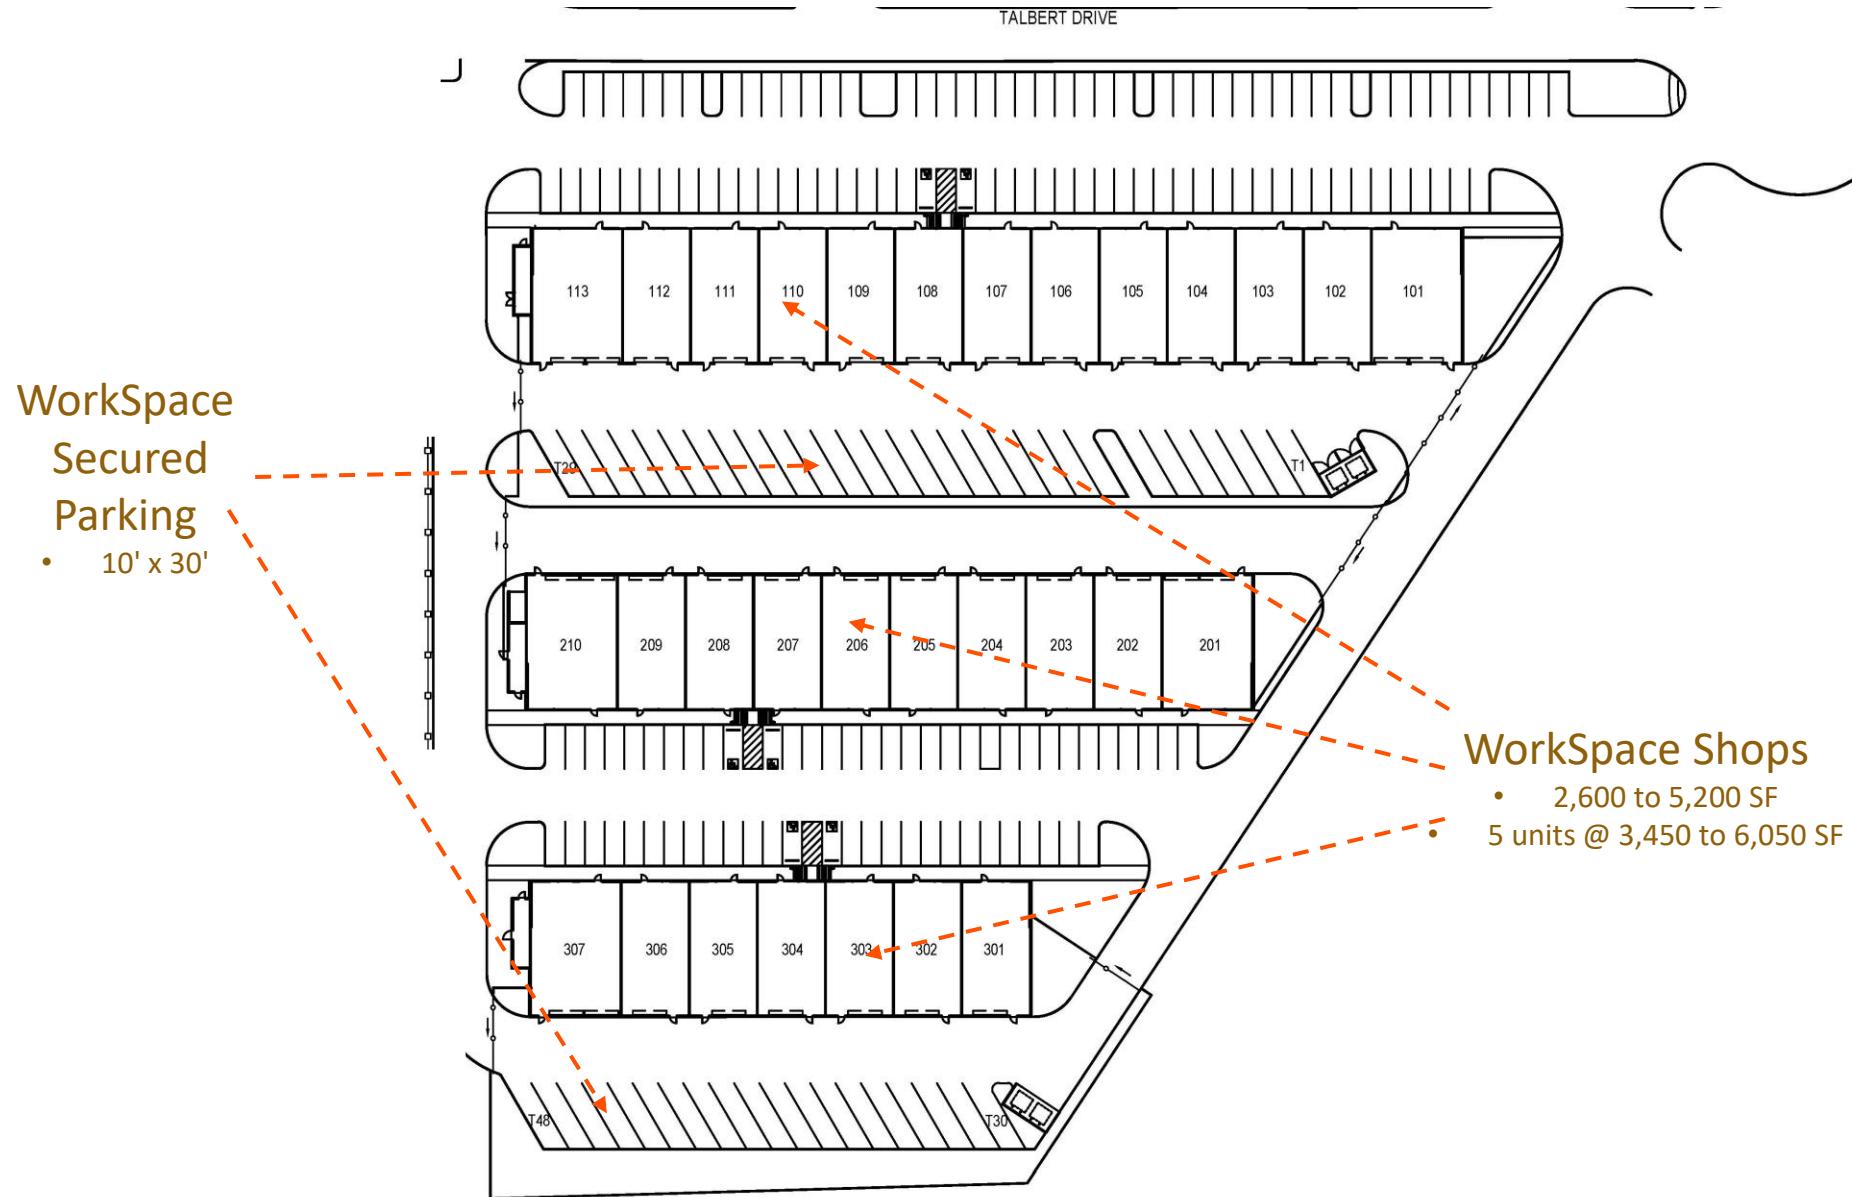 TALBERT DRIVE
113 112 111 110 109 108 107 106 105 104 103 102 101
WorkSpace
Secured
Parking
• 10' x 30'
T29 T1
210 209 208 207 206 205 204 203 202 201
WorkSpace Shops
• 2,600 to 5,200 SF
• 5 units @ 3,450 to 6,050 SF
307 306 305 304 303 302 301
T48 T30